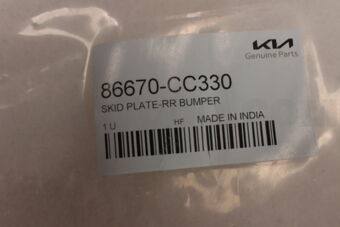 KIA
Genuine Parts
86670-CC330
SKID PLATE-RR BUMPER
1 U HF MADE IN INDIA